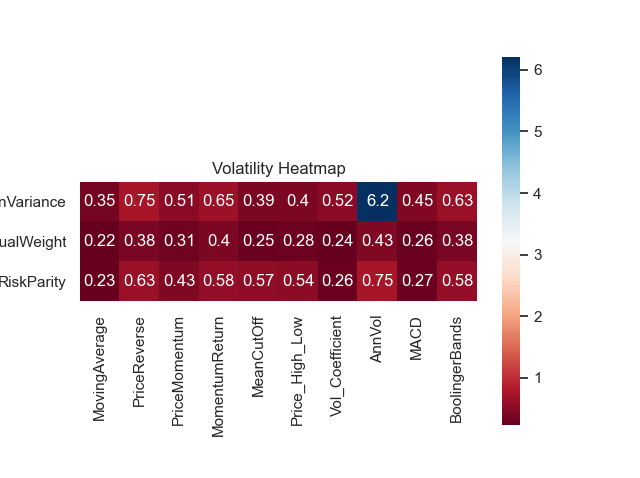 Volatility Heatmap
nVariance 0.35 0.75 0.51 0.65 0.39 0.4 0.52 6.2 0.45 0.63
ualWeight 0.22 0.38 0.31 0.4 0.25 0.28 0.24 0.43 0.26 0.38
RiskParity 0.23 0.63 0.43 0.58 0.57 0.54 0.26 0.75 0.27 0.58
MovingAverage
PriceReverse
PriceMomentum
MomentumReturn
MeanCutOff
Price_High_Low
Vol_Coefficient
AnnVol
MACD
BoolingerBands
6
5
4
3
2
1